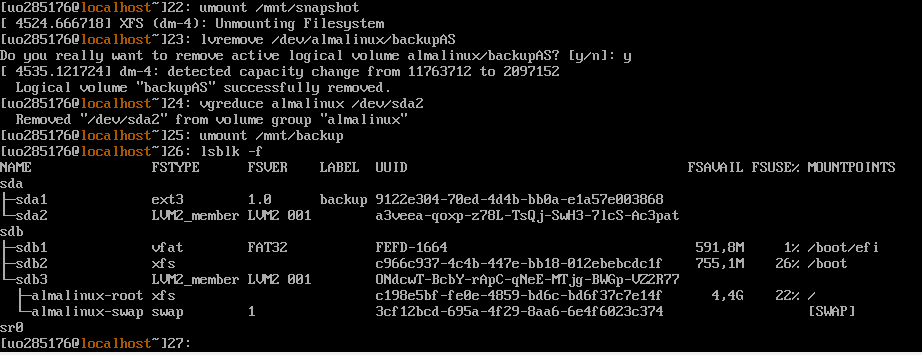 [uo285176@localhost~]22: umount /mnt/snapshot
[ 4524.666718] XFS (dm-4): Unmounting Filesystem
[uo285176@localhost~]23: lvremove /dev/almalinux/backupAS
Do you really want to remove active logical volume almalinux/backupAS? [y/n]: y
[ 4535.121724] dm-4: detected capacity change from 11763712 to 2097152
  Logical volume "backupAS" successfully removed.
[uo285176@localhost~]24: vgreduce almalinux /dev/sda2
  Removed "/dev/sda2" from volume group "almalinux"
[uo285176@localhost~]25: umount /mnt/backup
[uo285176@localhost~]26: lsblk -f
NAME FSTYPE FSVER LABEL UUID FSAVAIL FSUSE% MOUNTPOINTS
sda
├─sda1 ext3 1.0 backup 9122e304-70ed-4d4b-bb0a-e1a57e003868
└─sda2 LVM2_member LVM2 001 a3veea-qoxp-z78L-TsQj-SwH3-7lcS-Ac3pat
sdb
├─sdb1 vfat FAT32 FEFD-1664 591,8M 1% /boot/efi
├─sdb2 xfs c966c937-4c4b-447e-bb18-012ebebcdc1f 755,1M 26% /boot
└─sdb3 LVM2_member LVM2 001 ONdcwT-BcbY-rApC-qNeE-MTjg-BWGp-VZ2R77
  ├─almalinux-root xfs c198e5bf-fe0e-4859-bd6c-bd6f37c7e14f 4,4G 22% /
  └─almalinux-swap swap 1 3cf12bcd-695a-4f29-8aa6-6e4f6023c374 [SWAP]
sr0
[uo285176@localhost~]27: